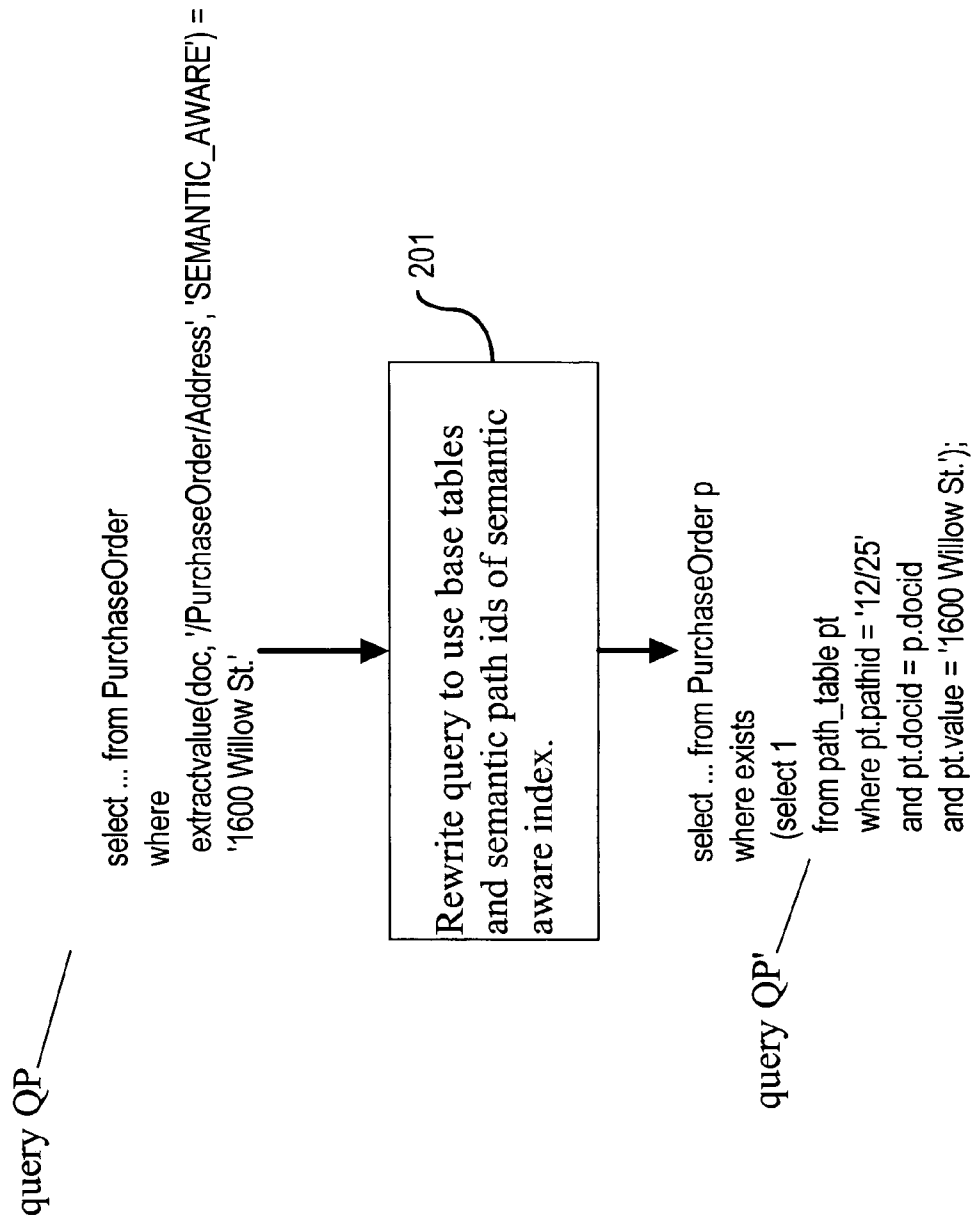 query QP
select ... from PurchaseOrder
where
extractvalue(doc, '/PurchaseOrder/Address', 'SEMANTIC_AWARE') =
'1600 Willow St.'
201
Rewrite query to use base tables
and semantic path ids of semantic
aware index.
query QP'
select ... from PurchaseOrder p
where exists
(select 1
from path_table pt
where pt.pathid = '12/25'
and pt.docid = p.docid
and pt.value = '1600 Willow St.');